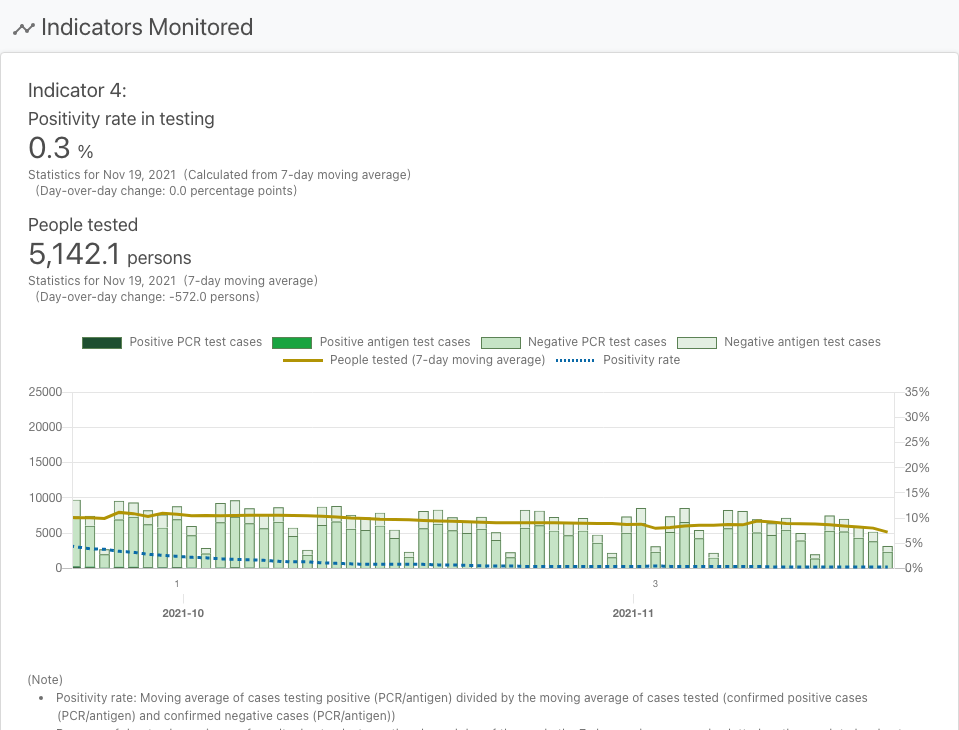 Indicators Monitored
Indicator 4:
Positivity rate in testing
0.3 %
Statistics for Nov 19, 2021 (Calculated from 7-day moving average)
(Day-over-day change: 0.0 percentage points)
People tested
5,142.1 persons
Statistics for Nov 19, 2021 (7-day moving average)
(Day-over-day change: -572.0 persons)
Positive PCR test cases Positive antigen test cases Negative PCR test cases Negative antigen test cases
People tested (7-day moving average) Positivity rate
25000 35%
30%
20000
25%
15000
20%
10000 15%
10%
5000
5%
0 0%
1 3
2021-10 2021-11
(Note)
• Positivity rate: Moving average of cases testing positive (PCR/antigen) divided by the moving average of cases tested (confirmed positive cases
(PCR/antigen) and confirmed negative cases (PCR/antigen))